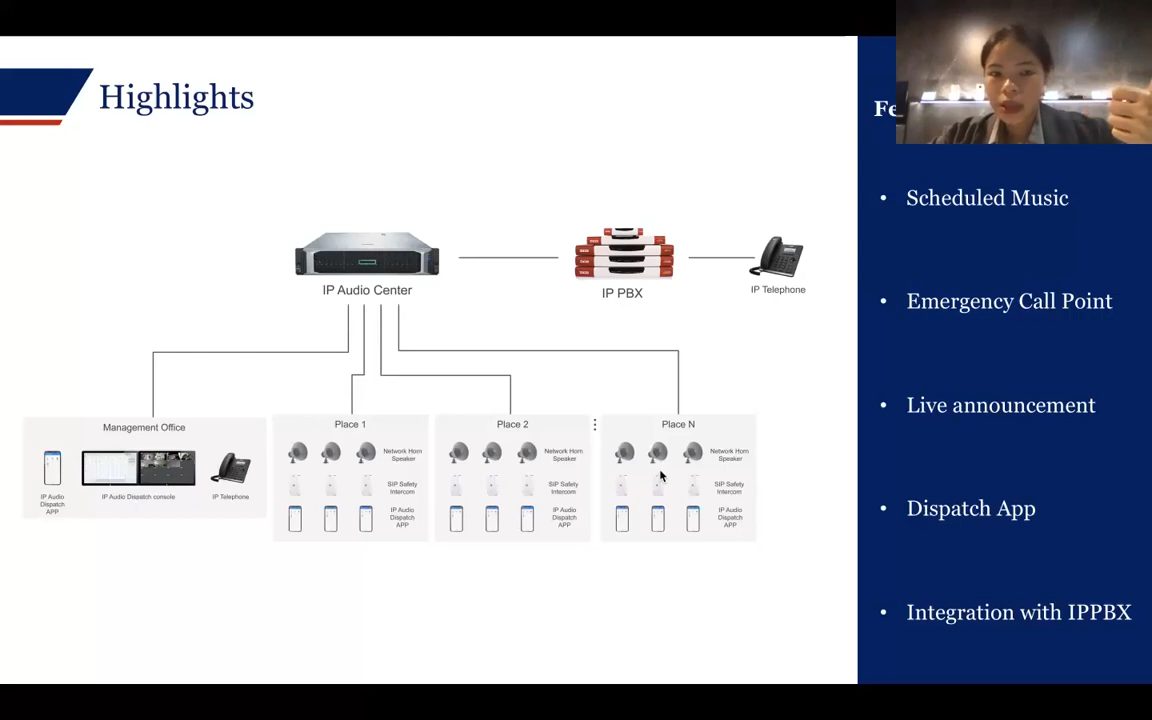 Highlights
Fe
Scheduled Music
Emergency Call Point
Live announcement
Dispatch App
Integration with IPPBX
IP Audio Center
IP PBX
IP Telephone
Management Office
IP Audio
Dispatch
APP
IP Audio Dispatch console
IP Telephone
Place 1
Network Horn
Speaker
SIP Safety
Intercom
IP Audio
Dispatch
APP
Place 2
Network Horn
Speaker
SIP Safety
Intercom
IP Audio
Dispatch
APP
Place N
Network Horn
Speaker
SIP Safety
Intercom
IP Audio
Dispatch
APP